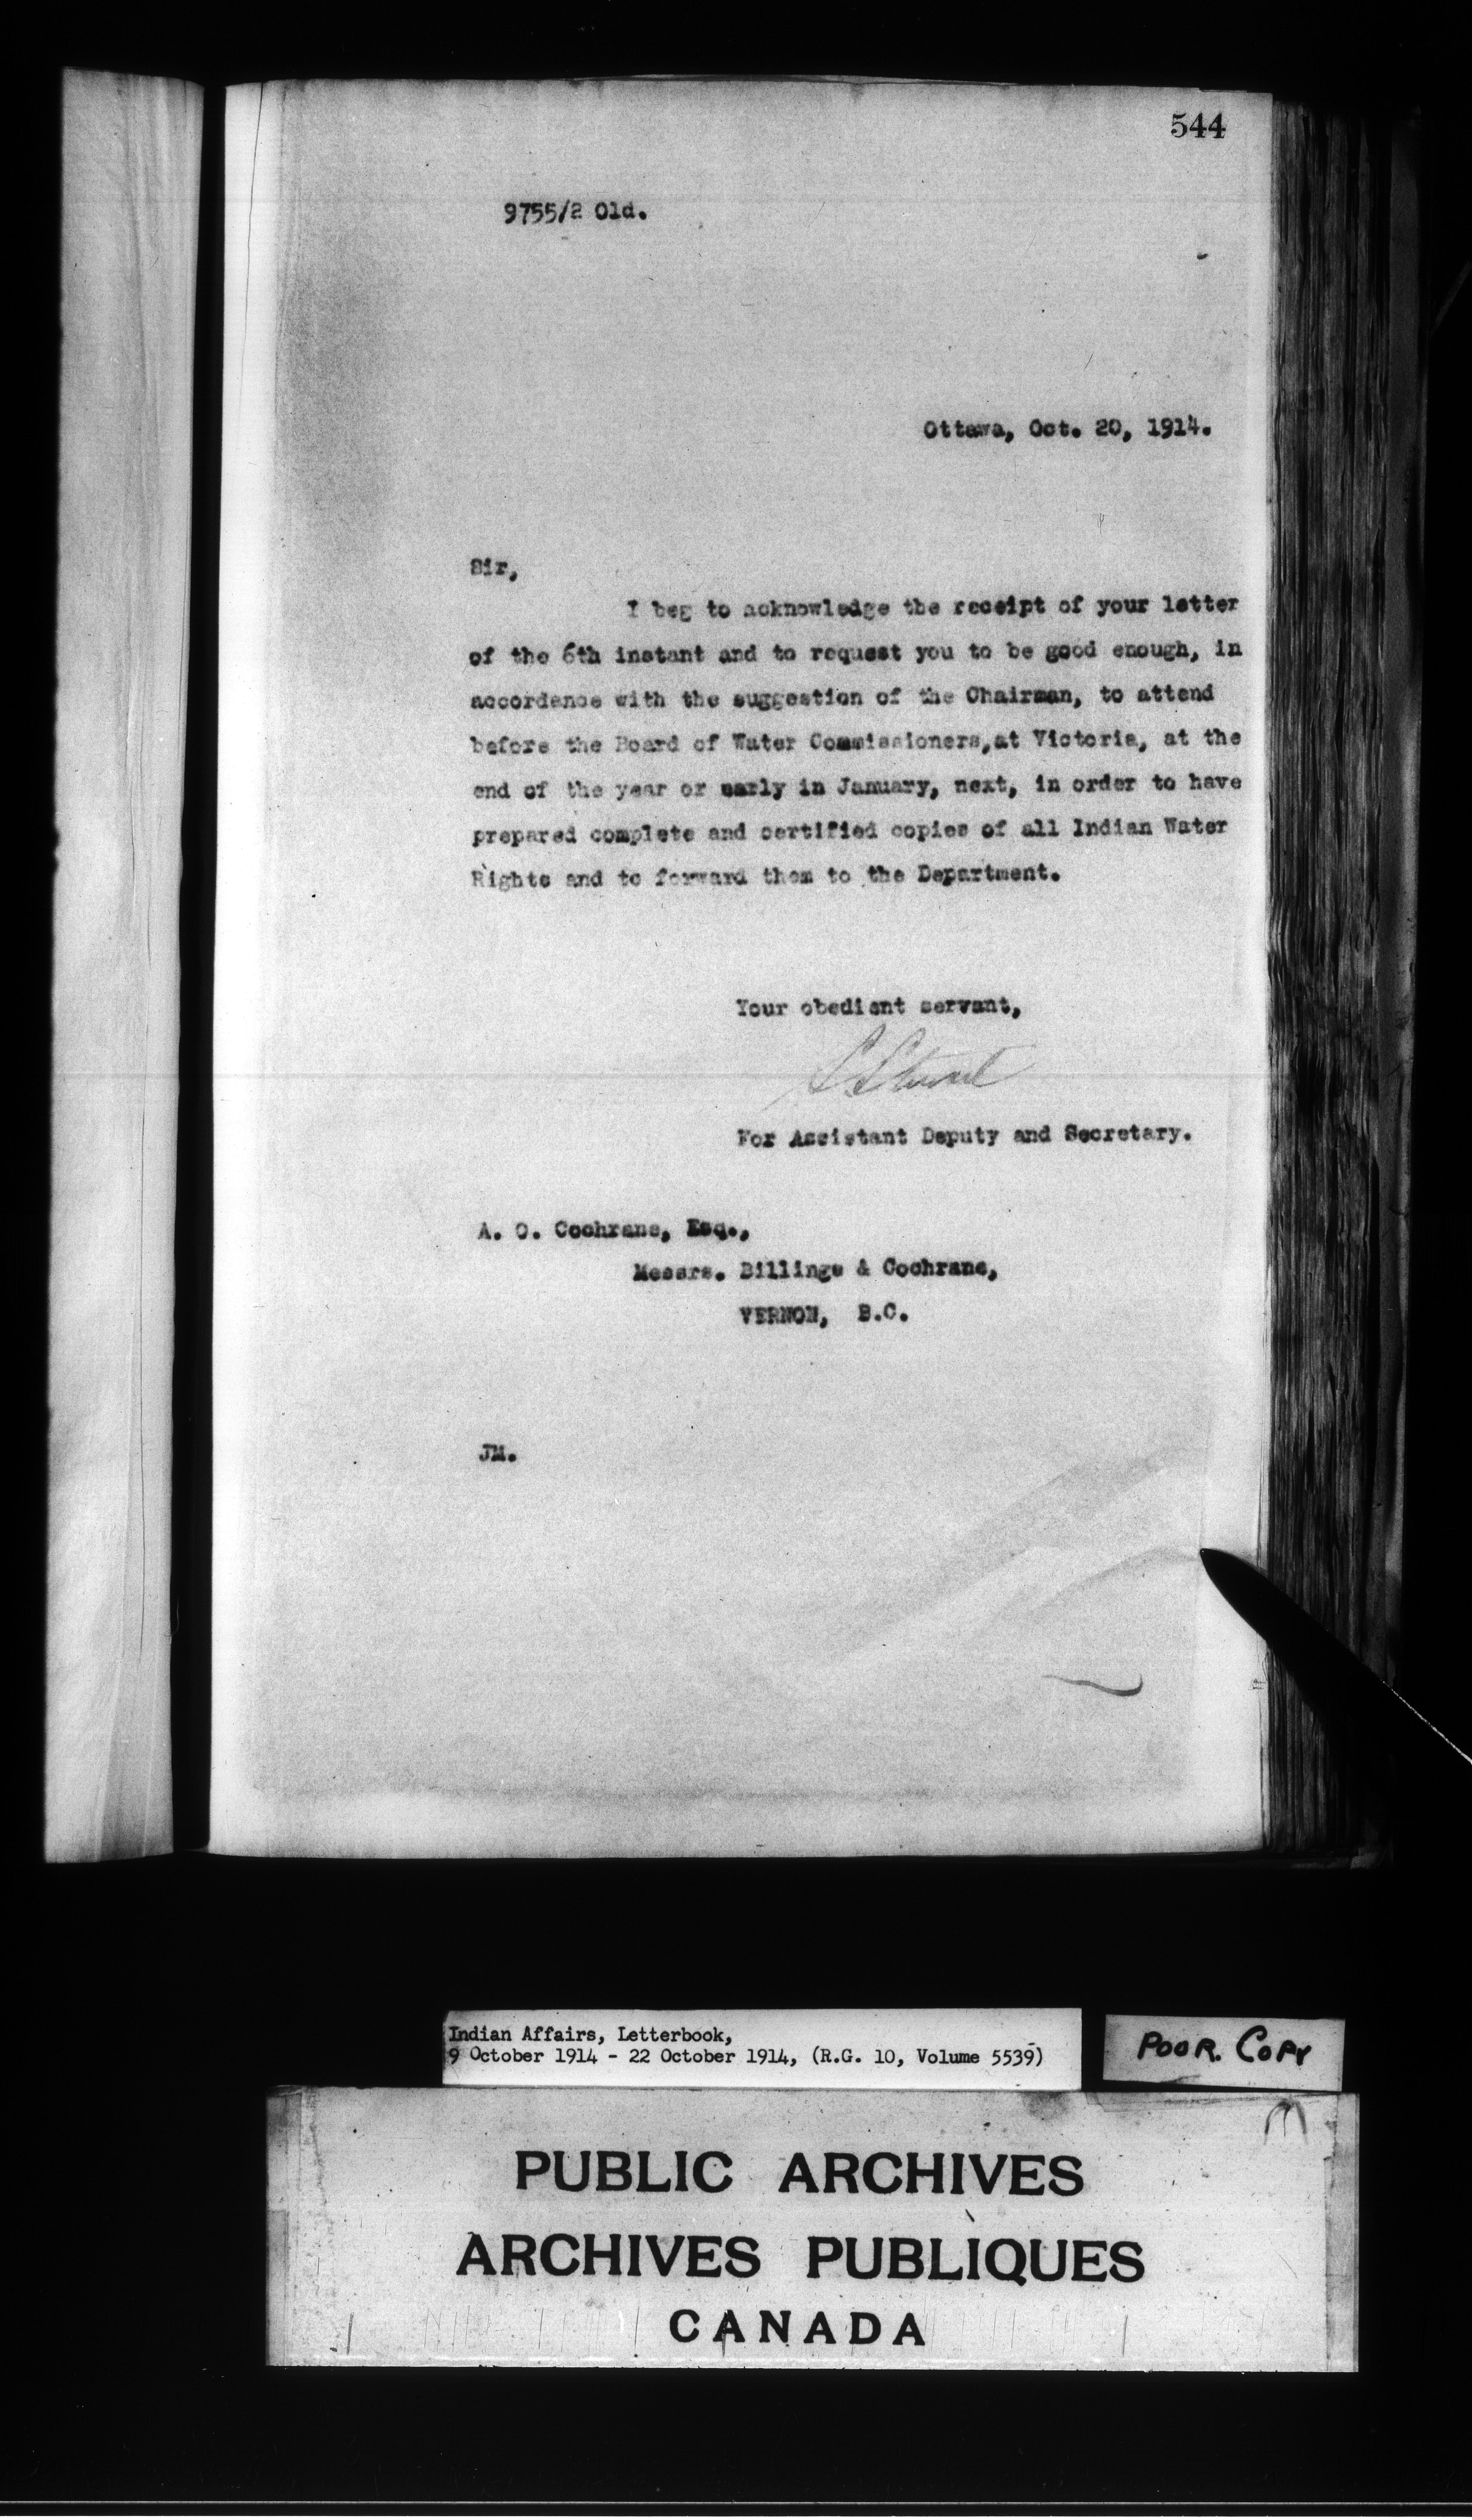 544
9755/2 Old.
Ottawa, Oct. 20, 1914.
Sir,
I beg to acknowledge the receipt of your letter
of the 6th instant and to request you to be good enough, in
accordance with the suggestion of the Chairman, to attend
before the Board of Water Commissioners,at Victoria, at the
end of the year or early in January, next, in order to have
prepared complete and certified copies of all Indian Water
Rights and to forward them to the Department.
Your obedient servant,
S Stewart
For Assistant Deputy and Secretary.
A. O. Cochrane, Esq.,
Messrs. Billings & Cochrane,
VERNON, B.C.
JM.
Indian Affairs, Letterbook,
9 October 1914 - 22 October 1914, (R.G. 10, Volume 5539)
POOR. COPY
PUBLIC ARCHIVES
ARCHIVES PUBLIQUES
CANADA